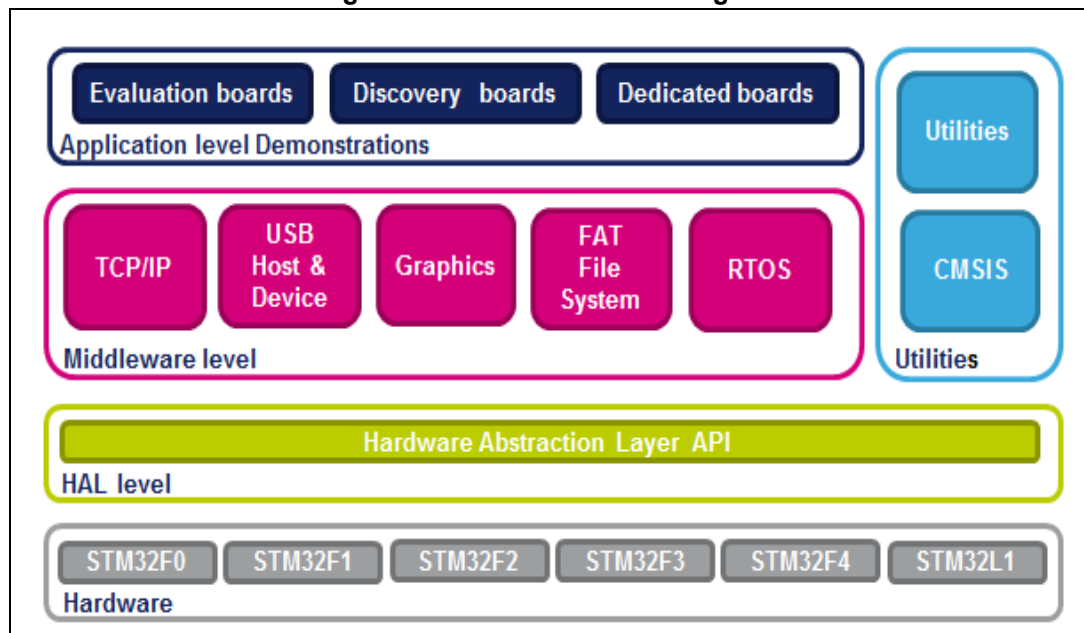 Evaluation boards
Discovery boards
Dedicated boards
Application level Demonstrations
Utilities
CMSIS
Utilities
TCP/IP
USB
Host &
Device
Graphics
FAT
File
System
RTOS
Middleware level
Hardware Abstraction Layer API
HAL level
STM32F0
STM32F1
STM32F2
STM32F3
STM32F4
STM32L1
Hardware